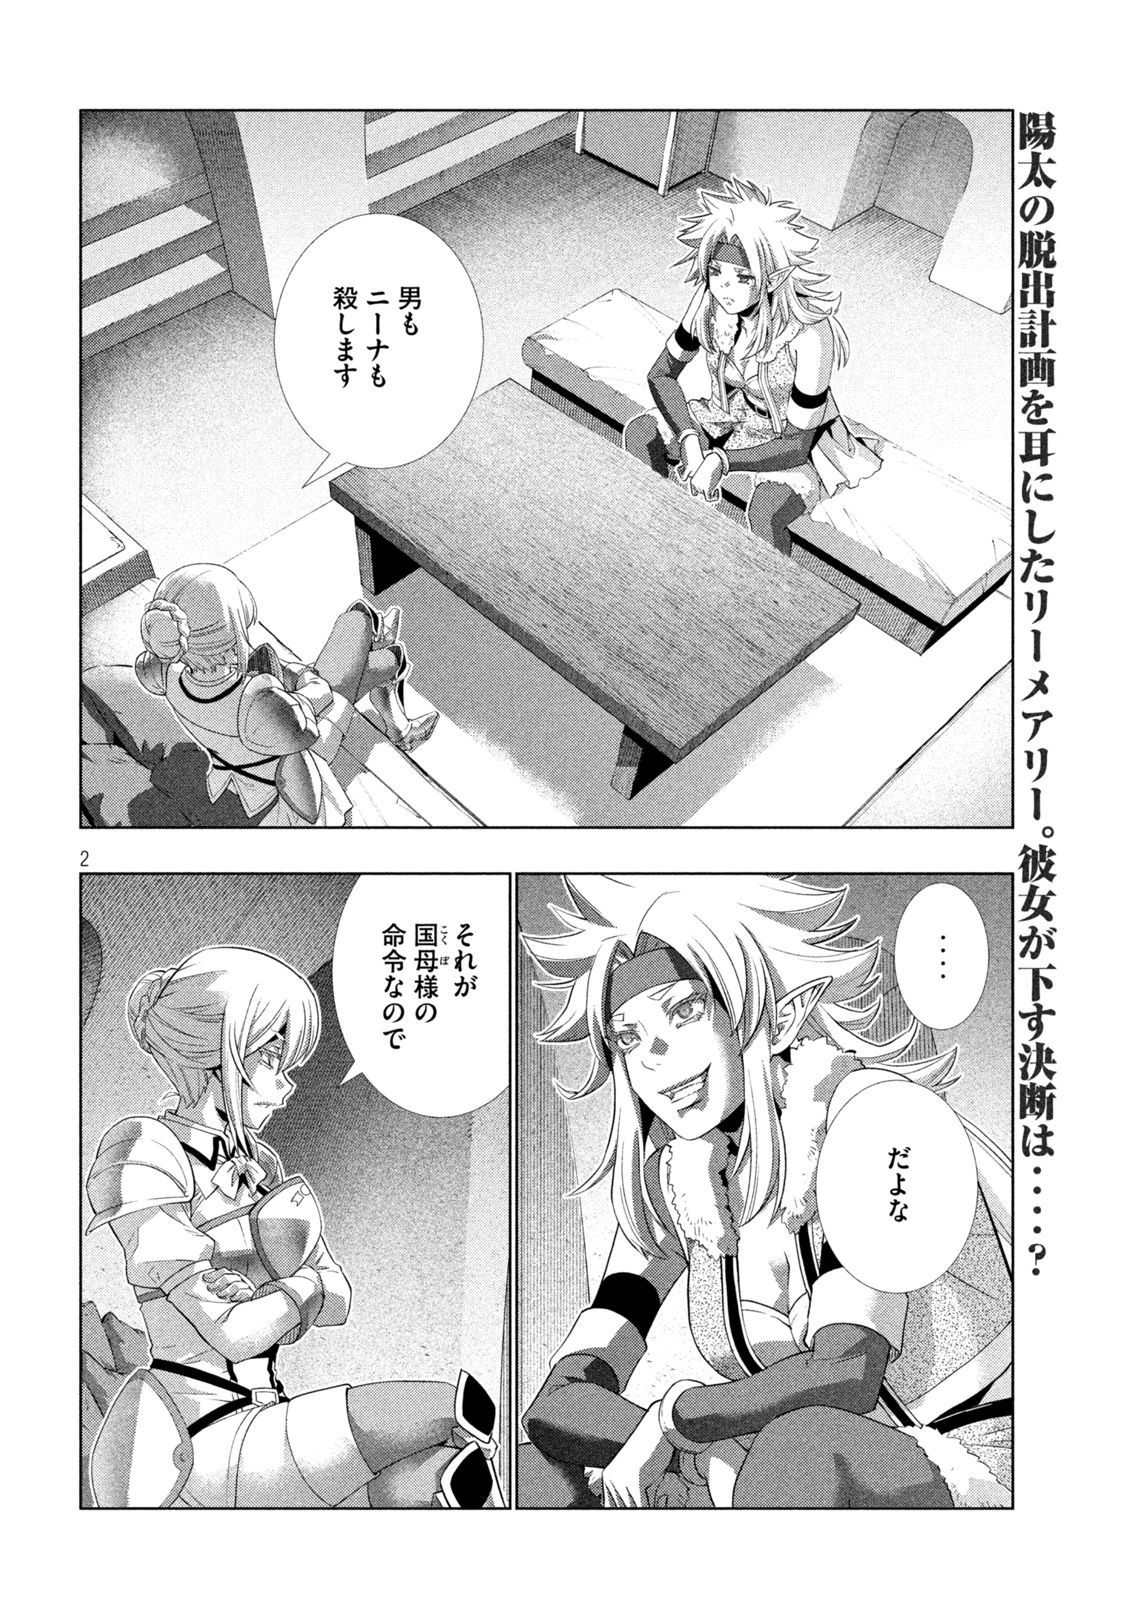 陽太の脱出計画を耳にしたリーメアリー。彼女が下す決断は‥‥‥?
男も
ニーナも
殺します
・・・
だよな
それが
国母様の
こくぼ
命令なので
2